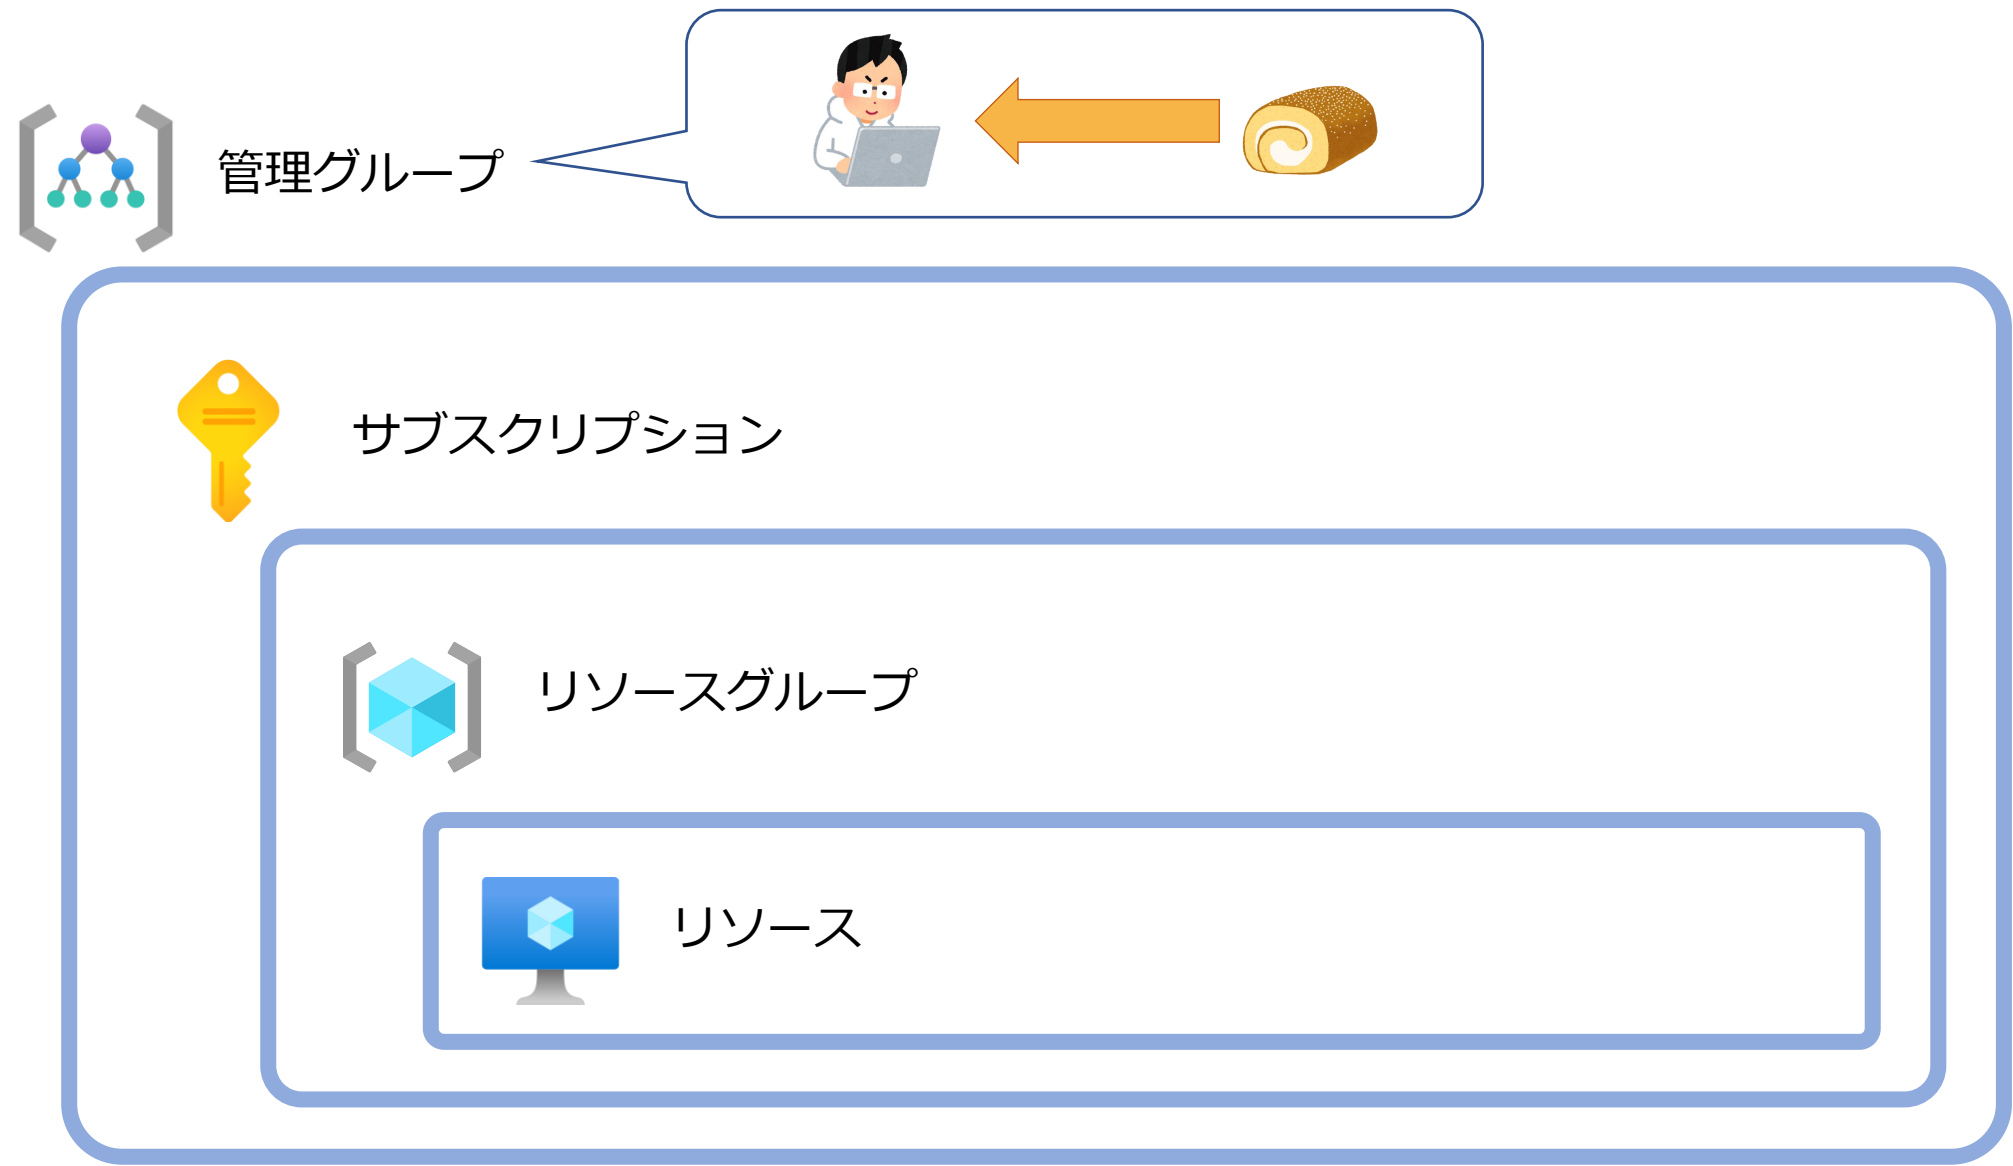 管理グループ
サブスクリプション
リソースグループ
リソース